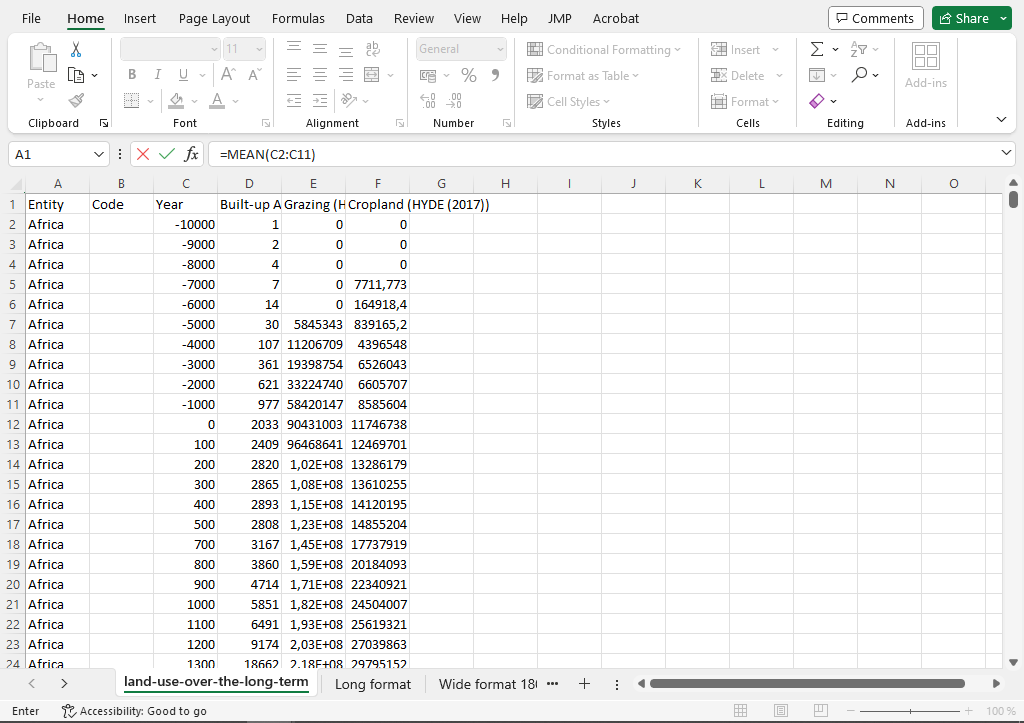 File Home Insert Page Layout Formulas Data Review View Help JMP Acrobat Comments Share
Paste 11 General Conditional Formatting Format as Table Cell Styles Insert Delete Format Add-ins
Clipboard Font Alignment Number Styles Cells Editing Add-ins
A1 fx =MEAN(C2:C11)
A B C D E F G H I J K L M N O
1 Entity Code Year Built-up A Grazing (H Cropland (HYDE (2017))
2 Africa -10000 1 0 0
3 Africa -9000 2 0 0
4 Africa -8000 4 0 0
5 Africa -7000 7 0 7711,773
6 Africa -6000 14 0 164918,4
7 Africa -5000 30 5845343 839165,2
8 Africa -4000 107 11206709 4396548
9 Africa -3000 361 19398754 6526043
10 Africa -2000 621 33224740 6605707
11 Africa -1000 977 58420147 8585604
12 Africa 0 2033 90431003 11746738
13 Africa 100 2409 96468641 12469701
14 Africa 200 2820 1,02E+08 13286179
15 Africa 300 2865 1,08E+08 13610255
16 Africa 400 2893 1,15E+08 14120195
17 Africa 500 2808 1,23E+08 14855204
18 Africa 700 3167 1,45E+08 17737919
19 Africa 800 3860 1,59E+08 20184093
20 Africa 900 4714 1,71E+08 22340921
21 Africa 1000 5851 1,82E+08 24504007
22 Africa 1100 6491 1,93E+08 25619321
23 Africa 1200 9174 2,03E+08 27039863
24 Africa 1300 18662 2,18E+08 29795152
land-use-over-the-long-term Long format Wide format 180
Enter Accessibility: Good to go 100 %